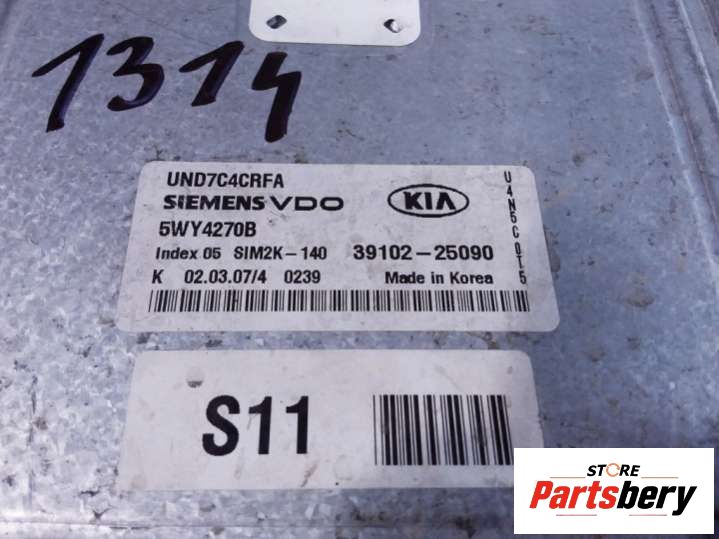 1314
UND7C4CRFA
SIEMENS VDO
KIA
5WY4270B
Index 05 SIM2K-140 39102-25090
K 02.03.07/4 0239 Made in Korea
U4N5C0T5
S11
STORE
Partsbery